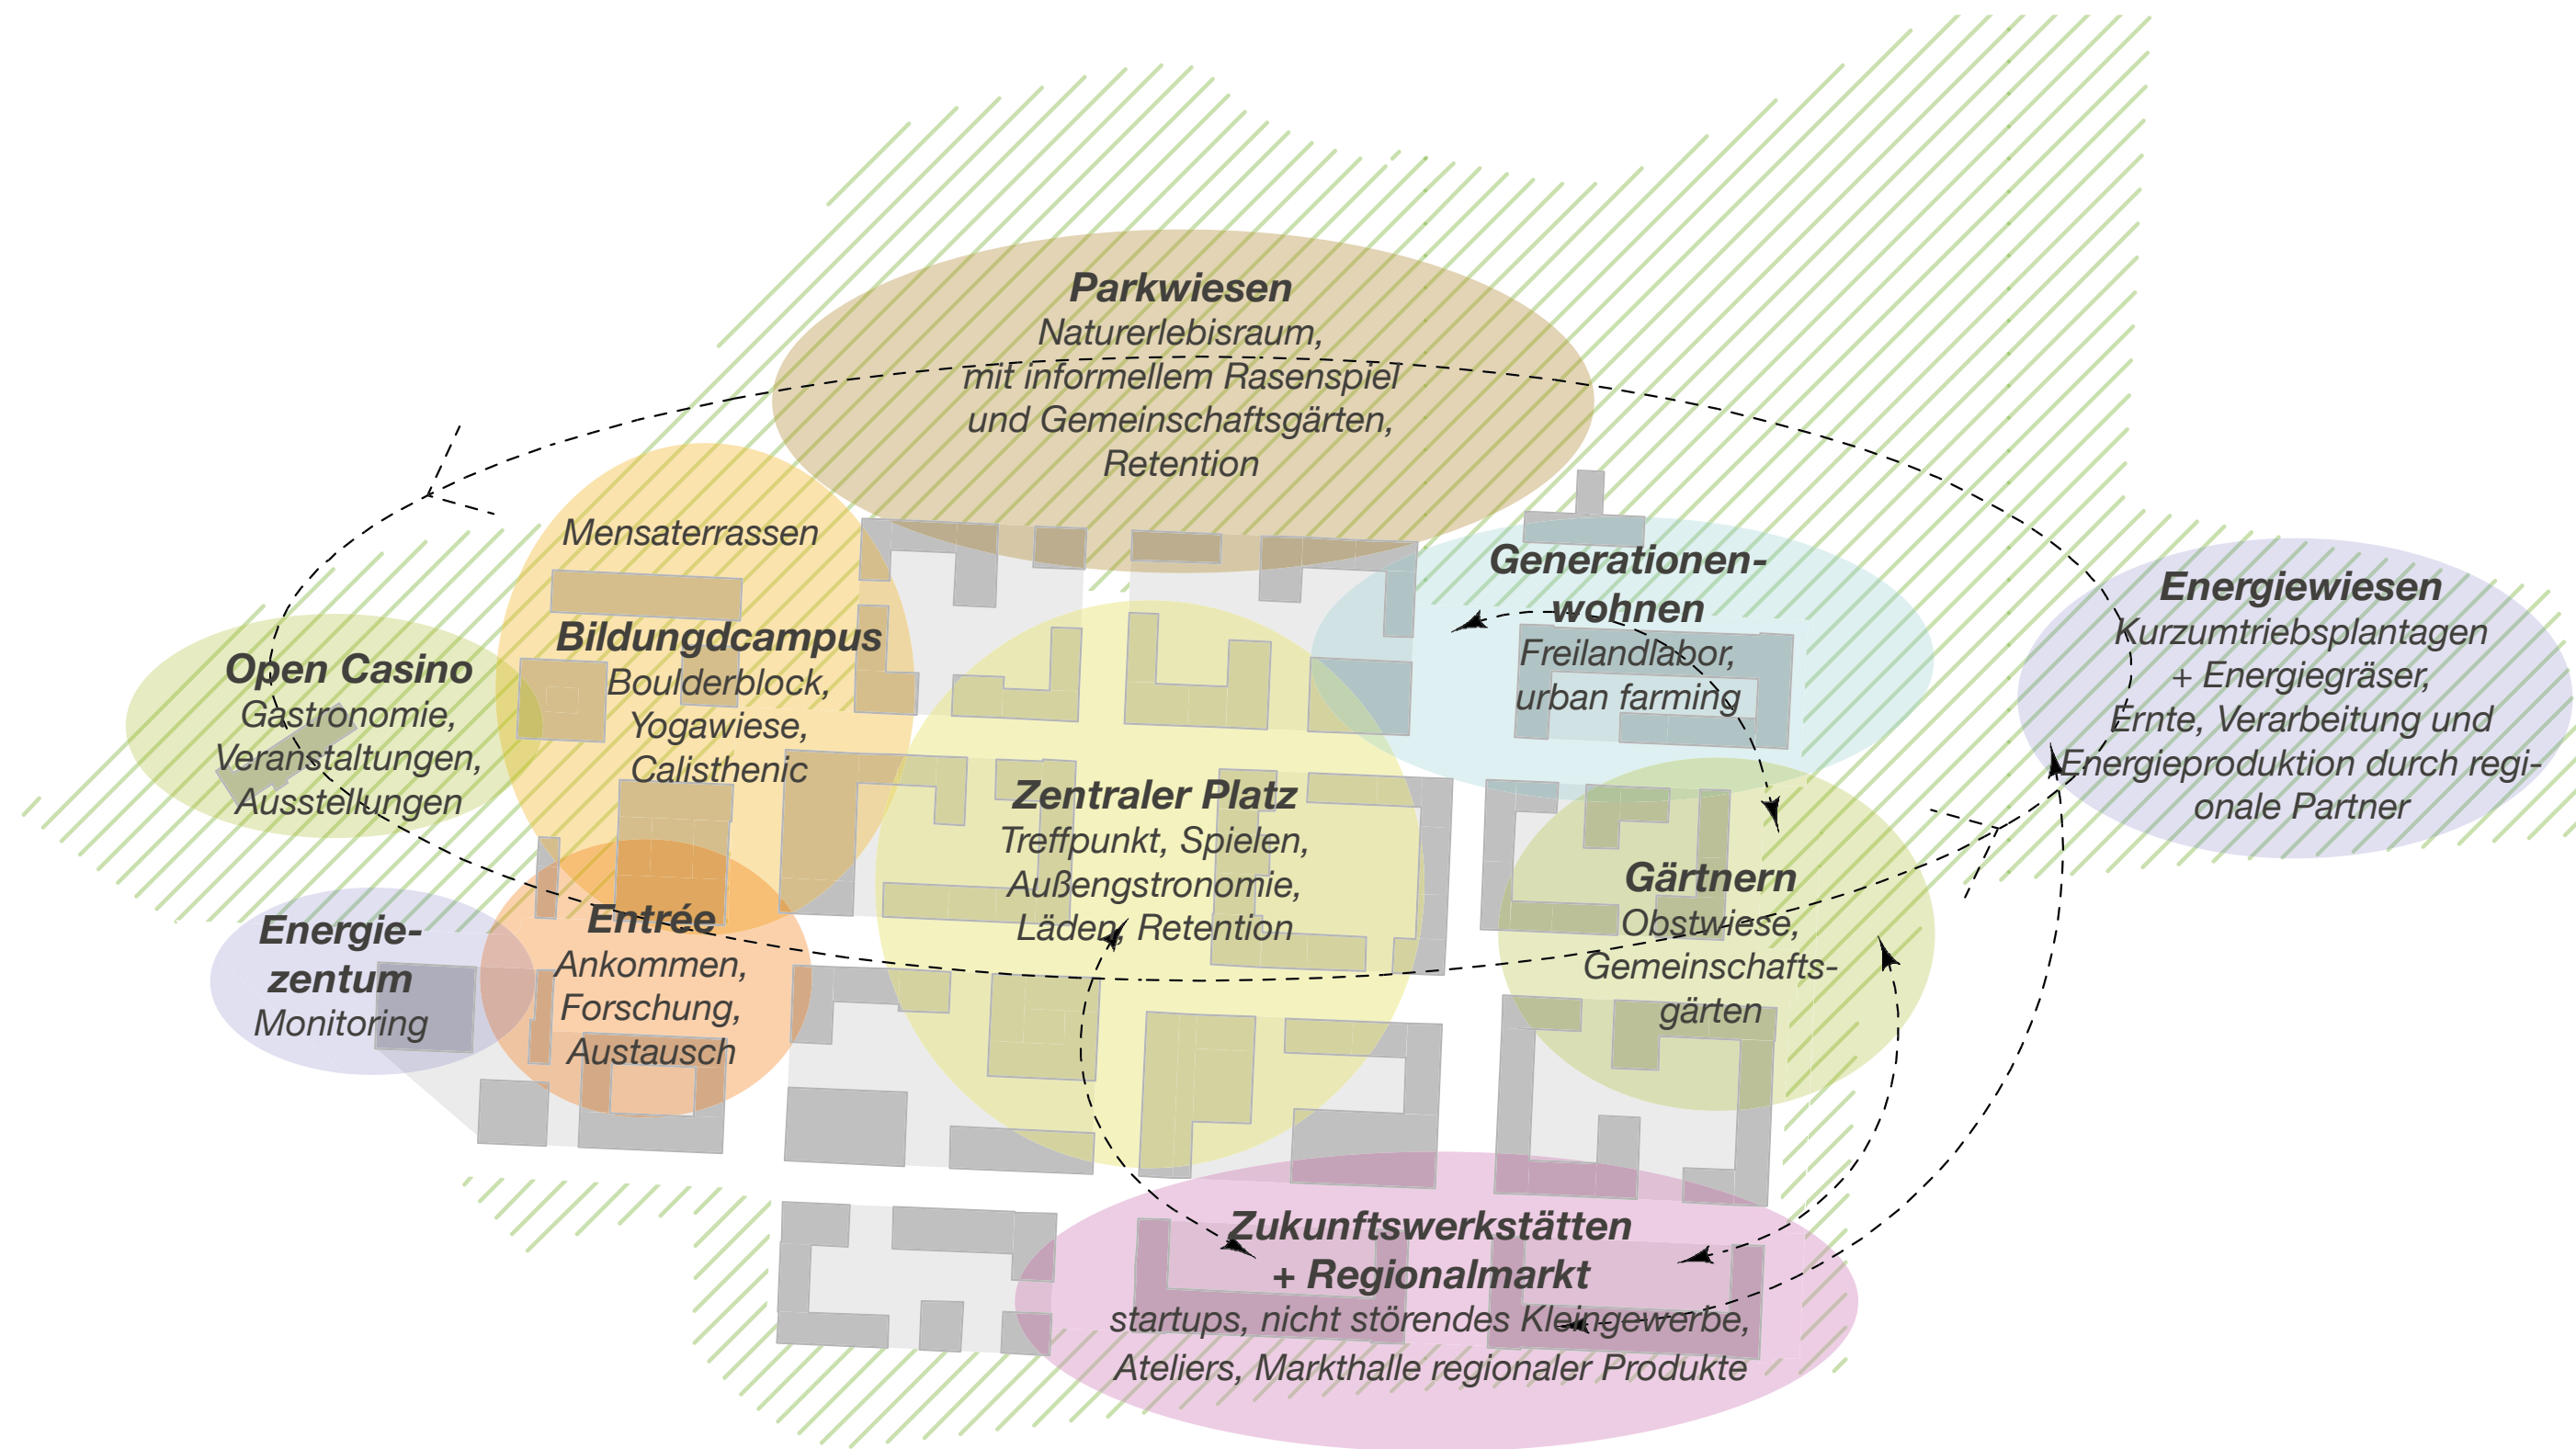 Parkwiesen
Naturerlebisraum,
mit informellem Rasenspiel
und Gemeinschaftsgärten,
Retention
Mensaterrassen
Bildungdcampus
Boulderblock,
Yogawiese,
Calisthenic
Open Casino
Gastronomie,
Veranstaltungen,
Ausstellungen
Generationen-
wohnen
Freilandlabor,
urban farming
Energiewiesen
Kurzumtriebsplantagen
+ Energiegräser,
Ernte, Verarbeitung und
Energieproduktion durch regi-
onale Partner
Zentraler Platz
Treffpunkt, Spielen,
Außengstronomie,
Läden, Retention
Gärtnern
Obstwiese,
Gemeinschafts-
gärten
Energie-
zentum
Monitoring
Entrée
Ankommen,
Forschung,
Austausch
Zukunftswerkstätten
+ Regionalmarkt
startups, nicht störendes Kleingewerbe,
Ateliers, Markthalle regionaler Produkte